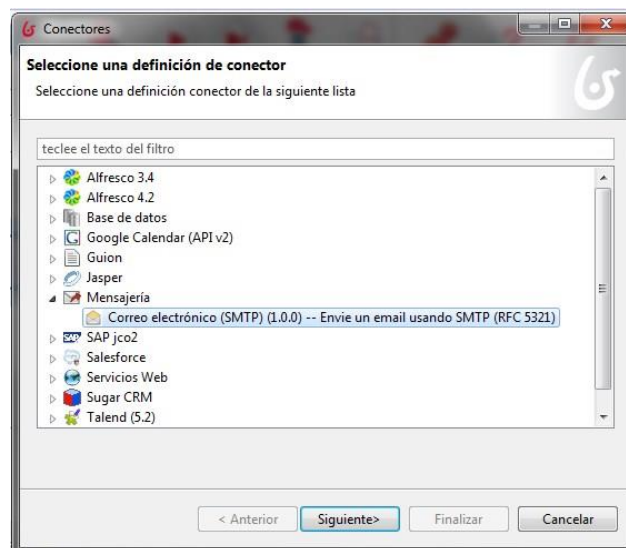 Conectores
Seleccione una definición de conector
Seleccione una definición conector de la siguiente lista
teclee el texto del filtro
Alfresco 3.4
Alfresco 4.2
Base de datos
Google Calendar (API v2)
Guion
Jasper
Mensajería
Correo electrónico (SMTP) (1.0.0) -- Envie un email usando SMTP (RFC 5321)
SAP jco2
Salesforce
Servicios Web
Sugar CRM
Talend (5.2)
< Anterior
Siguiente>
Finalizar
Cancelar